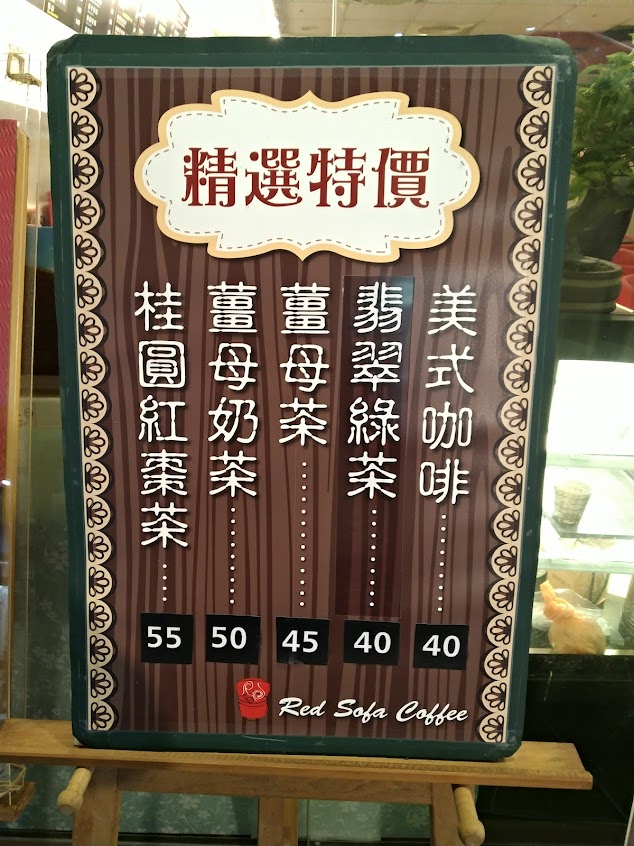 精選特價
美式咖啡 40
翡翠綠茶 40
薑母茶 45
薑母奶茶 50
桂圓紅棗茶 55
Red Sofa Coffee